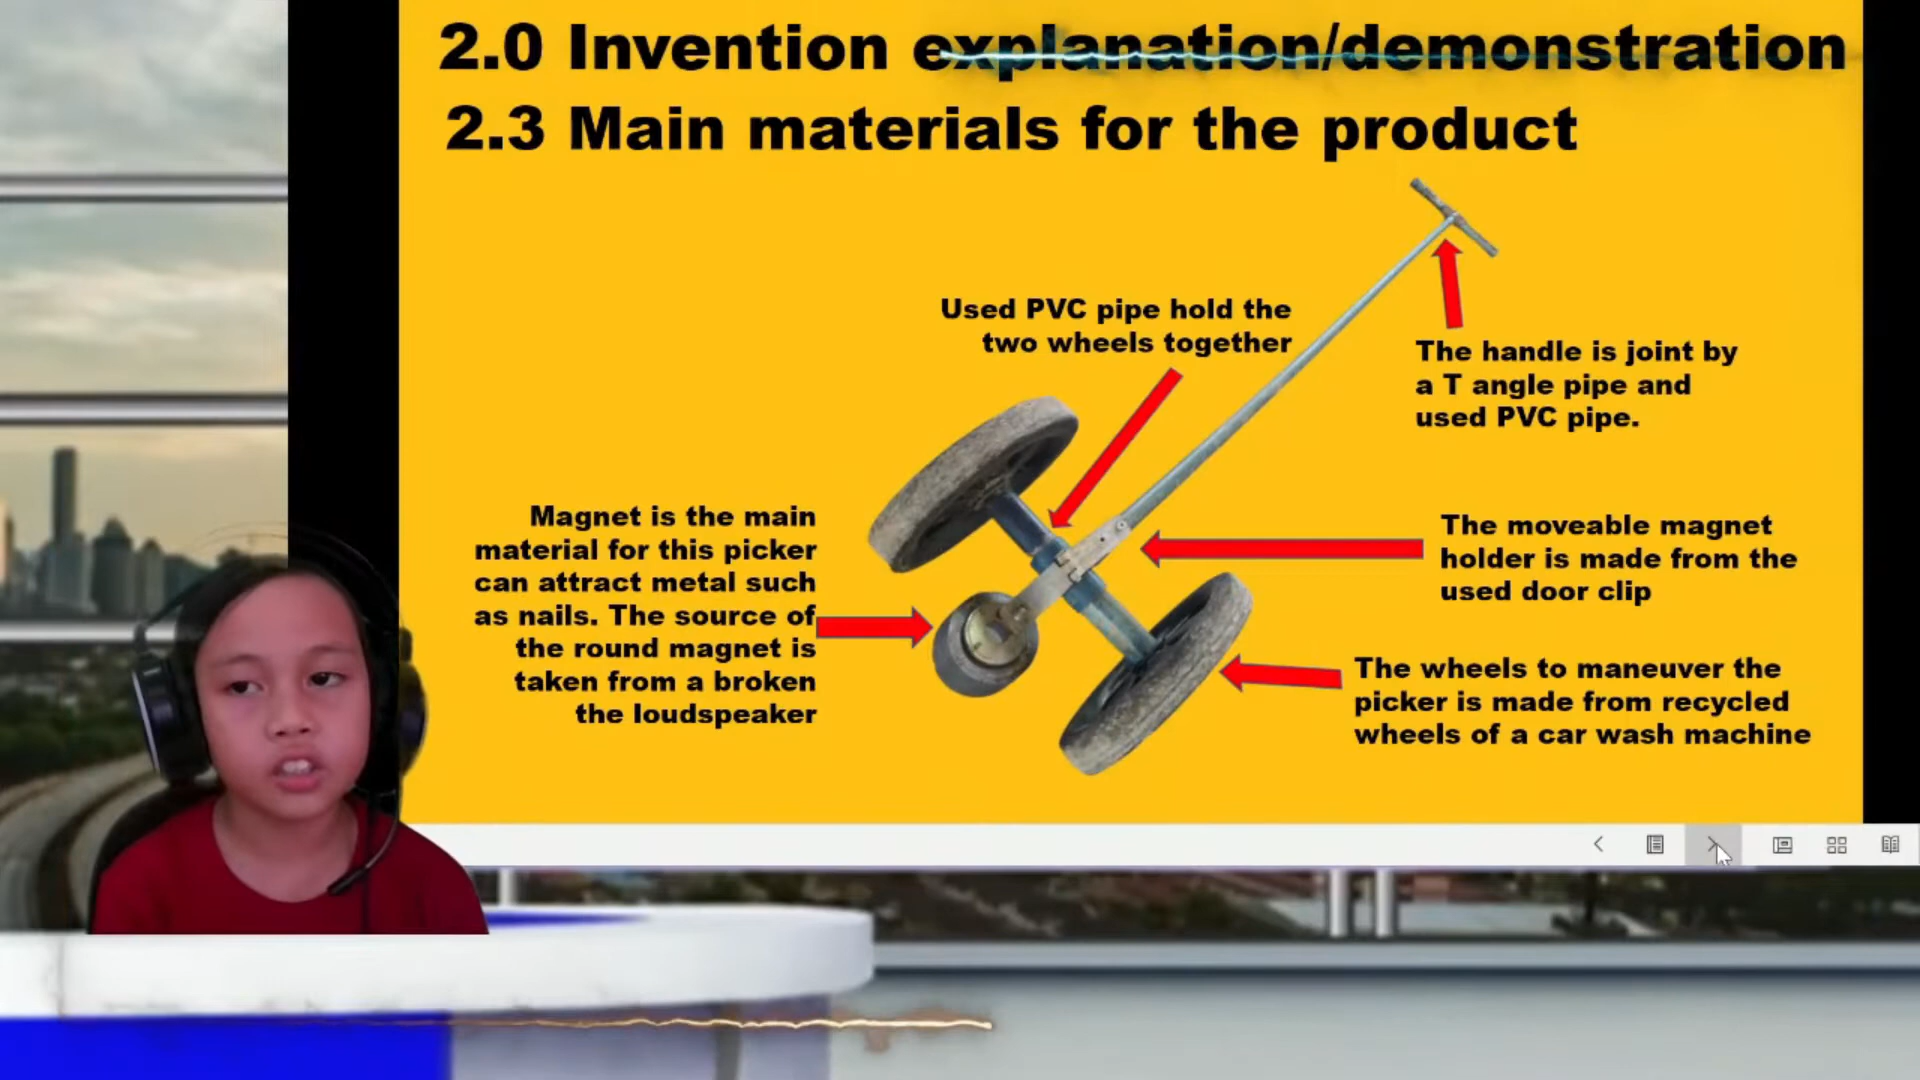 2.0 Invention explanation/demonstration
2.3 Main materials for the product
Used PVC pipe hold the
two wheels together
The handle is joint by
a T angle pipe and
used PVC pipe.
Magnet is the main
material for this picker
can attract metal such
as nails. The source of
the round magnet is
taken from a broken
the loudspeaker
The moveable magnet
holder is made from the
used door clip
The wheels to maneuver the
picker is made from recycled
wheels of a car wash machine